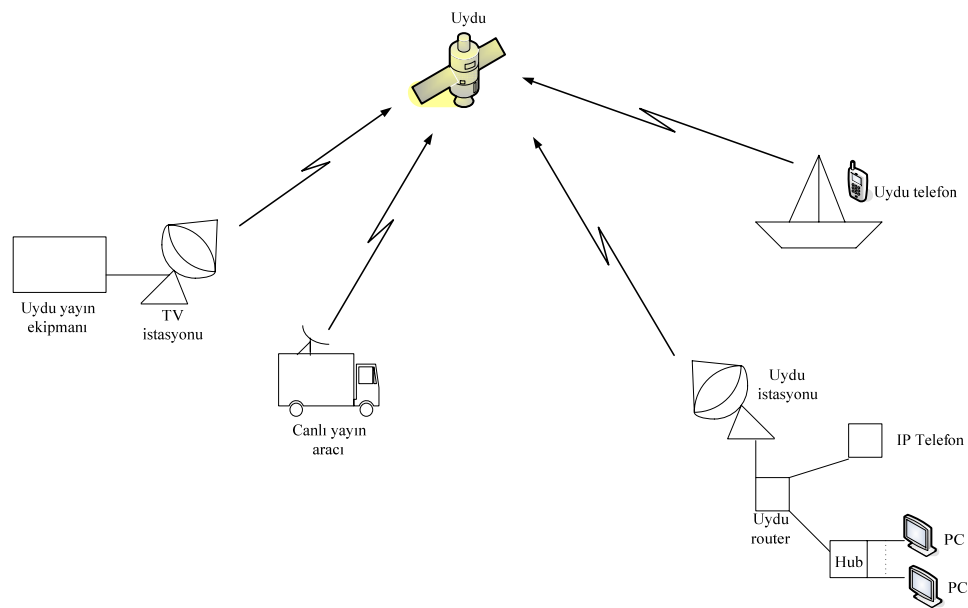 Uydu
Uydu telefon
Uydu yayın
ekipmanı
TV
istasyonu
Canlı yayın
aracı
Uydu
istasyonu
IP Telefon
Uydu
router
Hub
PC
PC